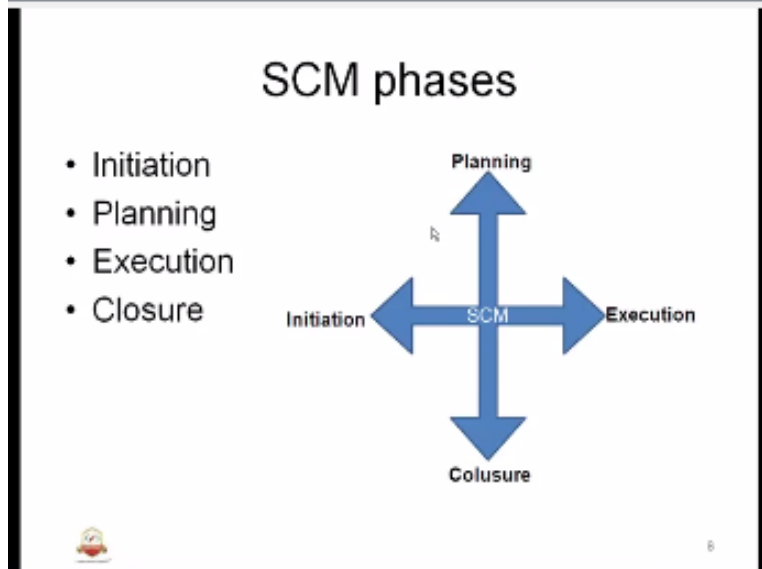 SCM phases
• Initiation
• Planning
• Execution
• Closure
Planning
Initiation
SCM
Execution
Colusure